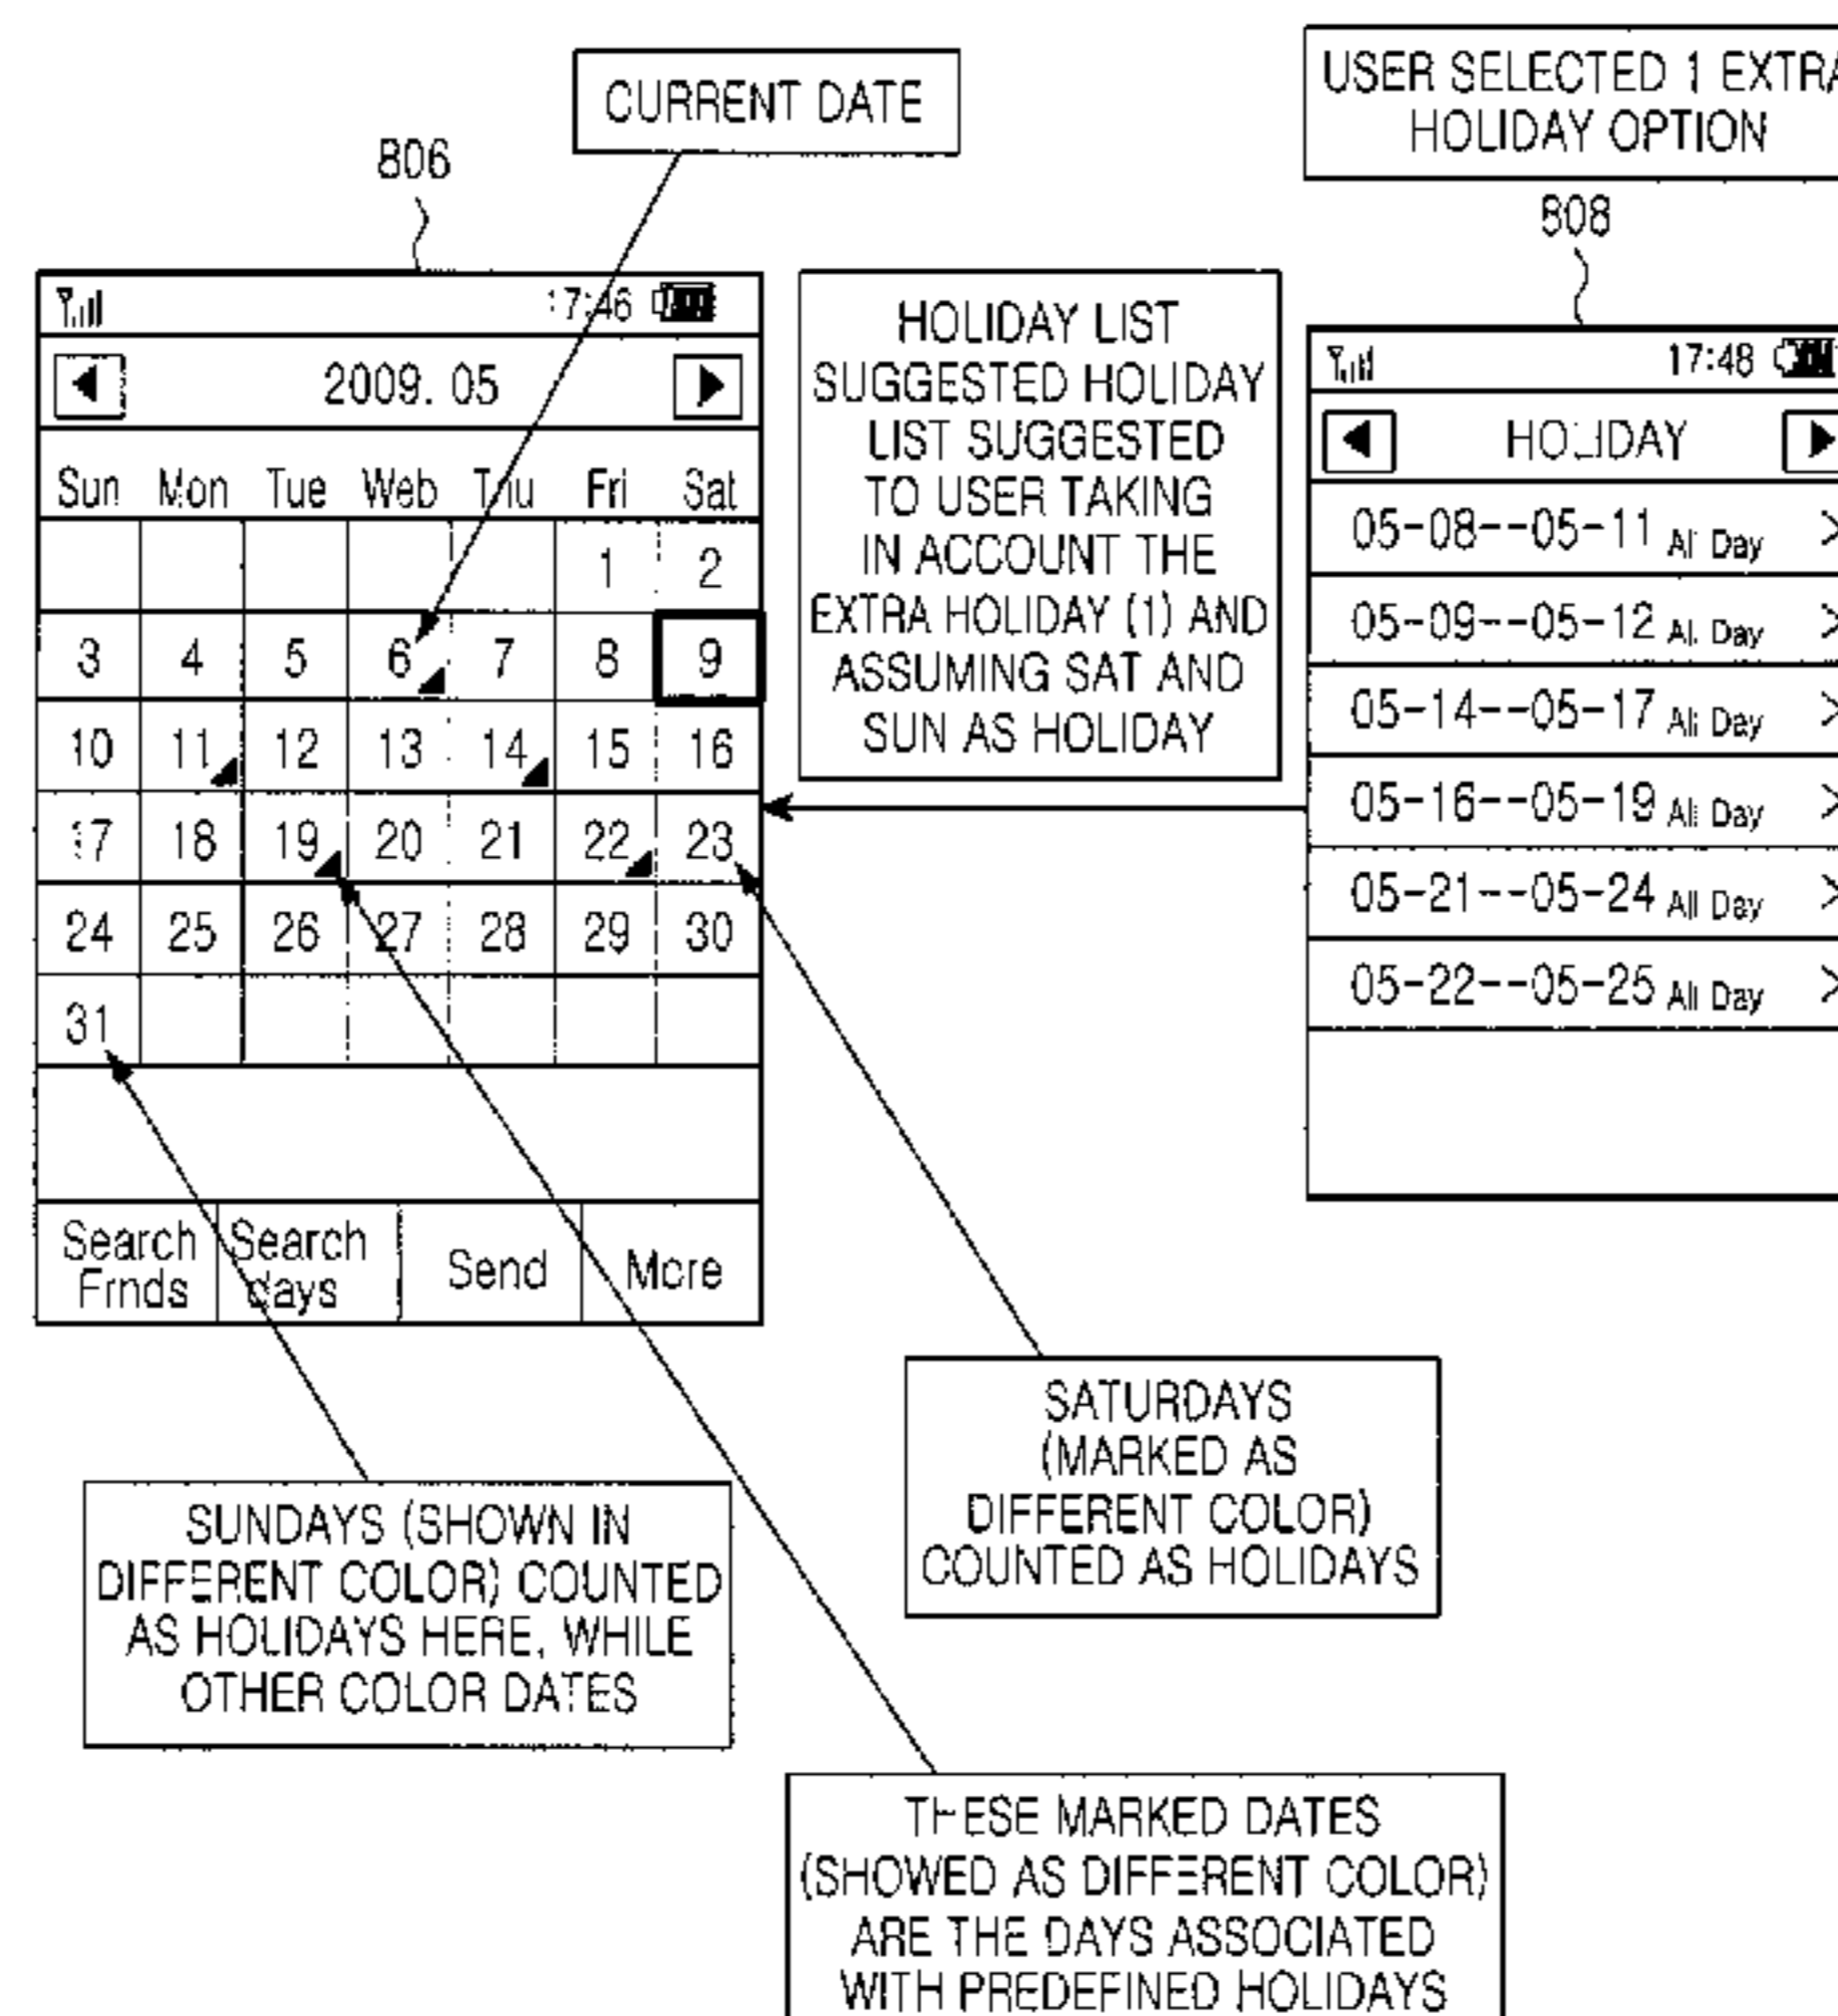 CURRENT DATE
806
17:46
2009. 05
Sun Mon Tue Web Thu Fri Sat
1 2
3 4 5 6 7 8 9
10 11 12 13 14 15 16
17 18 19 20 21 22 23
24 25 26 27 28 29 30
31
Search Frnds
Search days
Send
More
HOLIDAY LIST
SUGGESTED HOLIDAY
LIST SUGGESTED
TO USER TAKING
IN ACCOUNT THE
EXTRA HOLIDAY (1) AND
ASSUMING SAT AND
SUN AS HOLIDAY
USER SELECTED 1 EXTRA
HOLIDAY OPTION
808
17:48
HOLIDAY
05-08--05-11 All Day >
05-09--05-12 All Day >
05-14--05-17 All Day >
05-16--05-19 All Day >
05-21--05-24 All Day >
05-22--05-25 All Day >
SATURDAYS
(MARKED AS
DIFFERENT COLOR)
COUNTED AS HOLIDAYS
SUNDAYS (SHOWN IN
DIFFERENT COLOR) COUNTED
AS HOLIDAYS HERE, WHILE
OTHER COLOR DATES
THESE MARKED DATES
(SHOWED AS DIFFERENT COLOR)
ARE THE DAYS ASSOCIATED
WITH PREDEFINED HOLIDAYS